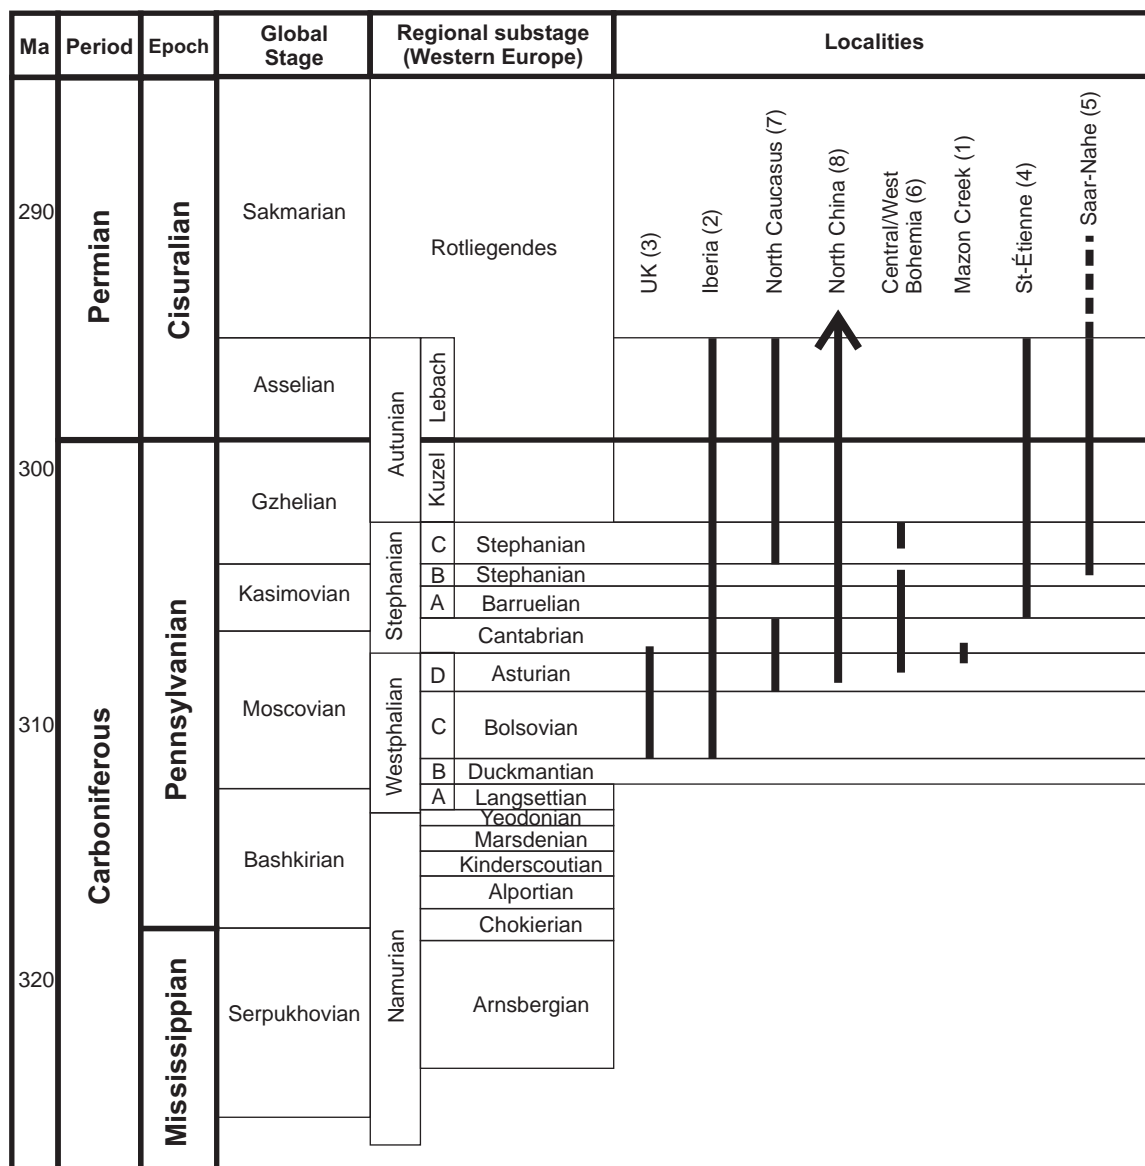 Ma
Period
Epoch
Global
Stage
Regional substage
(Western Europe)
Localities
290
300
310
320
Permian
Carboniferous
Cisuralian
Pennsylvanian
Mississippian
Sakmarian
Asselian
Gzhelian
Kasimovian
Moscovian
Bashkirian
Serpukhovian
Rotliegendes
Autunian
Lebach
Kuzel
Stephanian
C
Stephanian
B
Stephanian
A
Barruelian
Cantabrian
Westphalian
D
Asturian
C
Bolsovian
B
Duckmantian
A
Langsettian
Namurian
Yeodonian
Marsdenian
Kinderscoutian
Alportian
Chokierian
Arnsbergian
UK (3)
Iberia (2)
North Caucasus (7)
North China (8)
Central/West
Bohemia (6)
Mazon Creek (1)
St-Étienne (4)
Saar-Nahe (5)